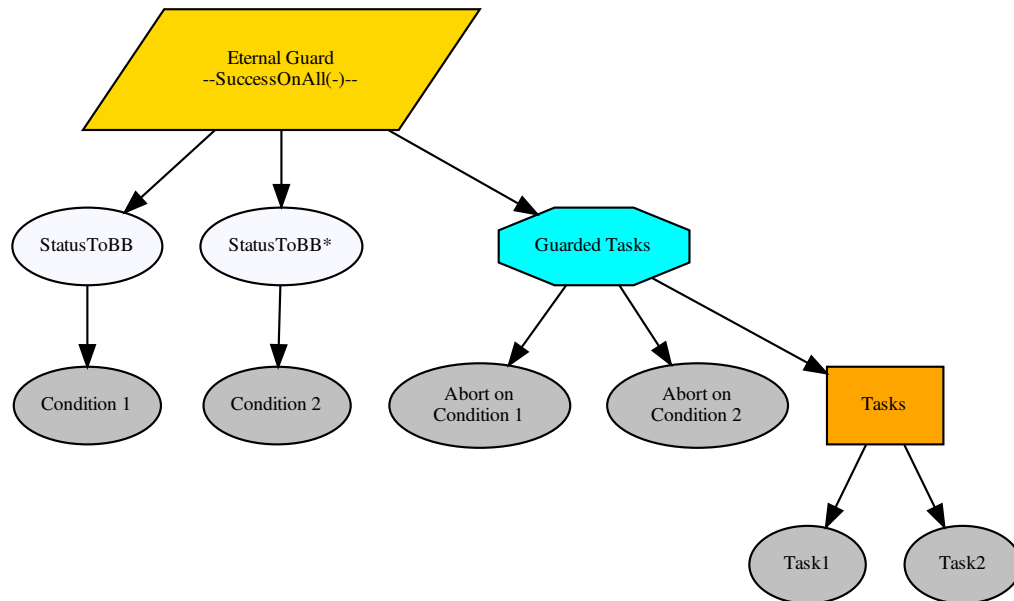 Eternal Guard
--SuccessOnAll(-)--
StatusToBB
StatusToBB*
Guarded Tasks
Condition 1
Condition 2
Abort on
Condition 1
Abort on
Condition 2
Tasks
Task1
Task2